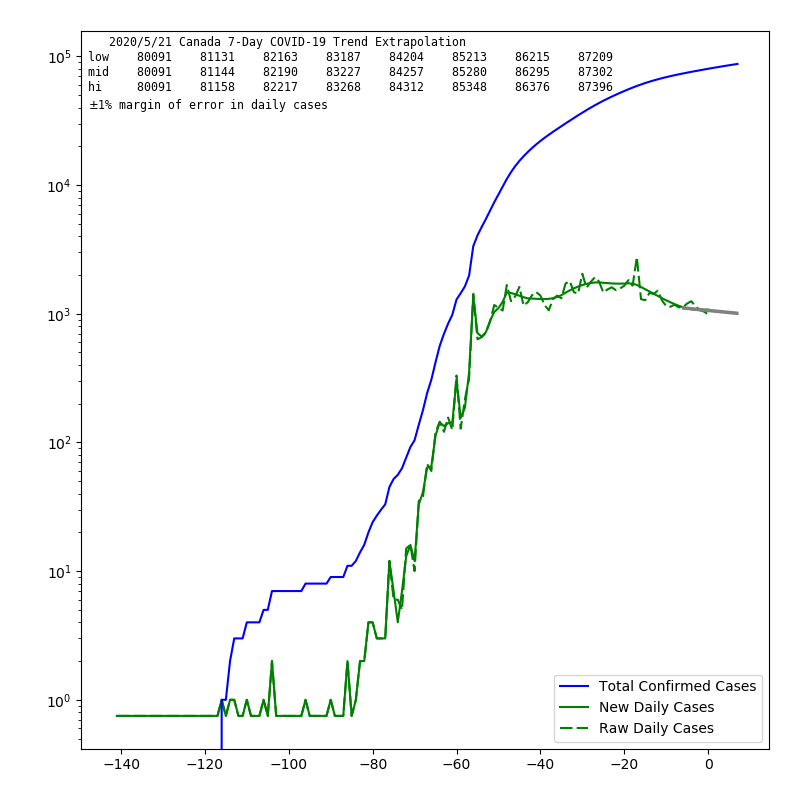 2020/5/21 Canada 7-Day COVID-19 Trend Extrapolation
low 80091 81131 82163 83187 84204 85213 86215 87209
mid 80091 81144 82190 83227 84257 85280 86295 87302
hi 80091 81158 82217 83268 84312 85348 86376 87396
±1% margin of error in daily cases
10^5
10^4
10^3
10^2
10^1
10^0
Total Confirmed Cases
New Daily Cases
Raw Daily Cases
−140 −120 −100 −80 −60 −40 −20 0